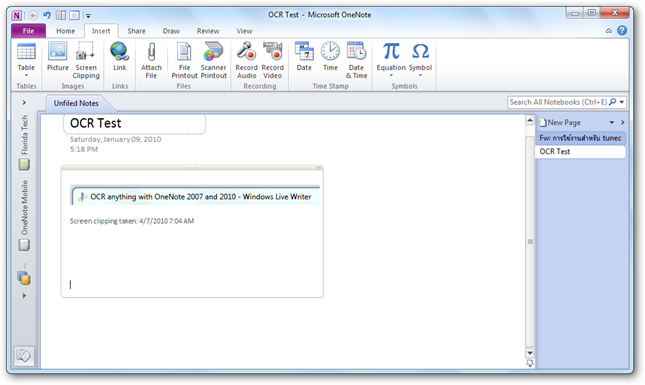 OCR Test - Microsoft OneNote
File Home Insert Share Draw Review View
Table Picture Screen Clipping Link Attach File File Printout Scanner Printout Record Audio Record Video Date Time Date & Time Equation Symbol
Tables Images Links Files Recording Time Stamp Symbols
Unfiled Notes
Search All Notebooks (Ctrl+E)
New Page
Fw: การใช้งานสำหรับ tunec
OCR Test
Florida Tech
OneNote Mobile
OCR Test
Saturday, January 09, 2010
5:18 PM
OCR anything with OneNote 2007 and 2010 - Windows Live Writer
Screen clipping taken: 4/7/2010 7:04 AM